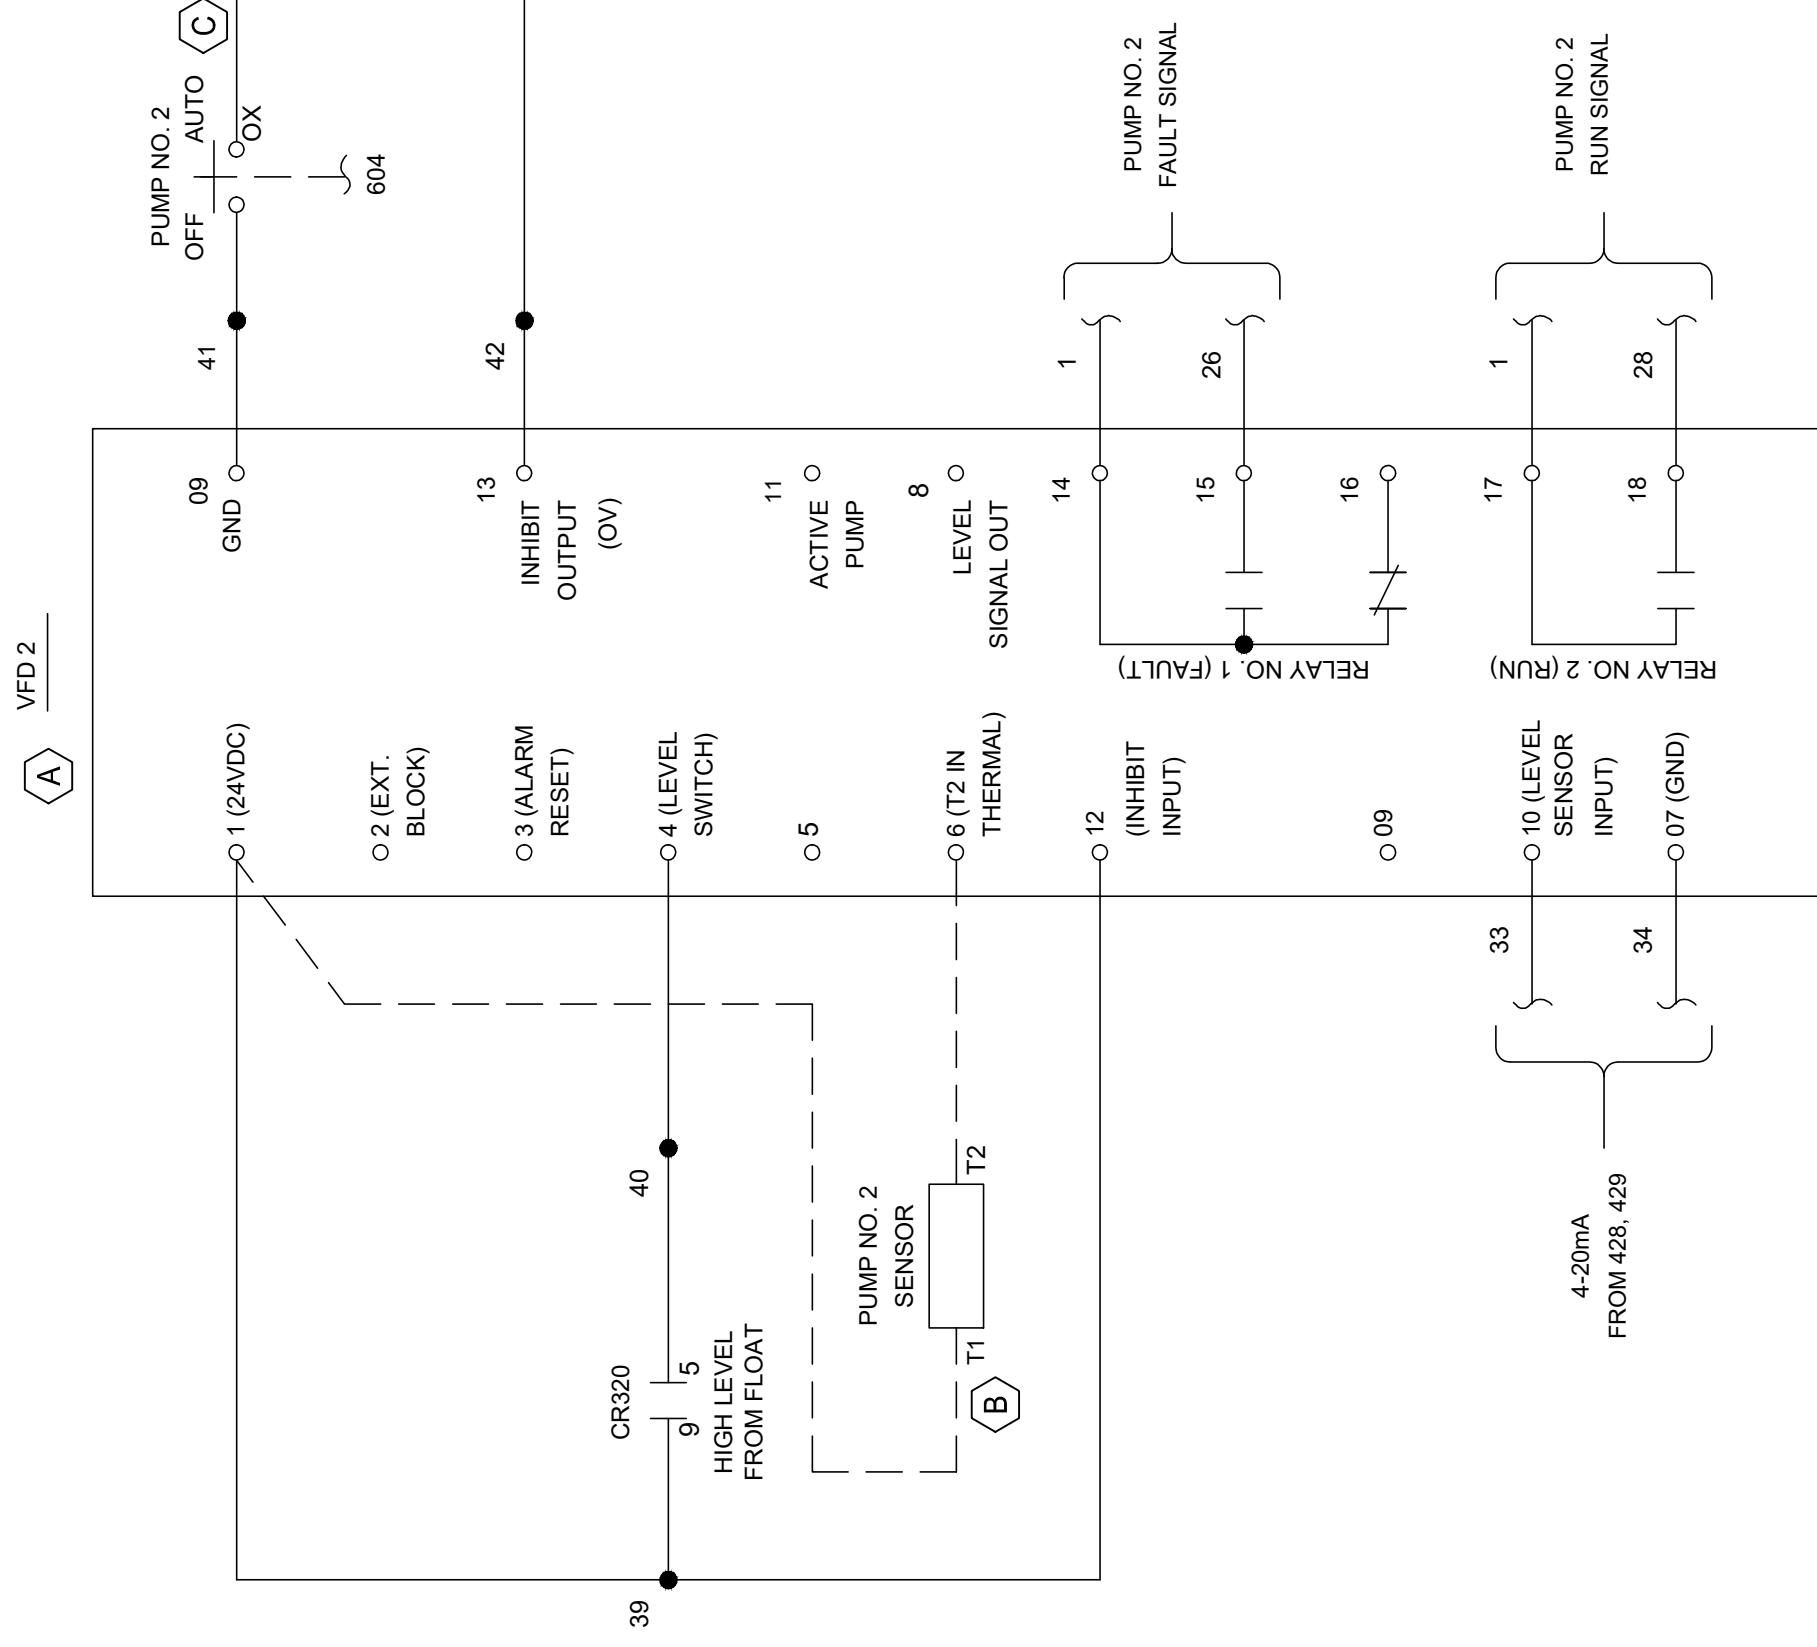 VFD 2
A
1 (24VDC)
2 (EXT.
BLOCK)
3 (ALARM
RESET)
4 (LEVEL
SWITCH)
5
6 (T2 IN
THERMAL)
12
(INHIBIT
INPUT)
09
10 (LEVEL
SENSOR
INPUT)
07 (GND)
09
GND
13
INHIBIT
OUTPUT
(OV)
11
ACTIVE
PUMP
8
LEVEL
SIGNAL OUT
14
15
16
RELAY NO. 1 (FAULT)
17
18
RELAY NO. 2 (RUN)
39
CR320
9
5
HIGH LEVEL
FROM FLOAT
40
PUMP NO. 2
SENSOR
T1
T2
B
33
34
4-20mA
FROM 428, 429
41
PUMP NO. 2
OFF
AUTO
OX
604
C
42
1
26
PUMP NO. 2
FAULT SIGNAL
1
28
PUMP NO. 2
RUN SIGNAL